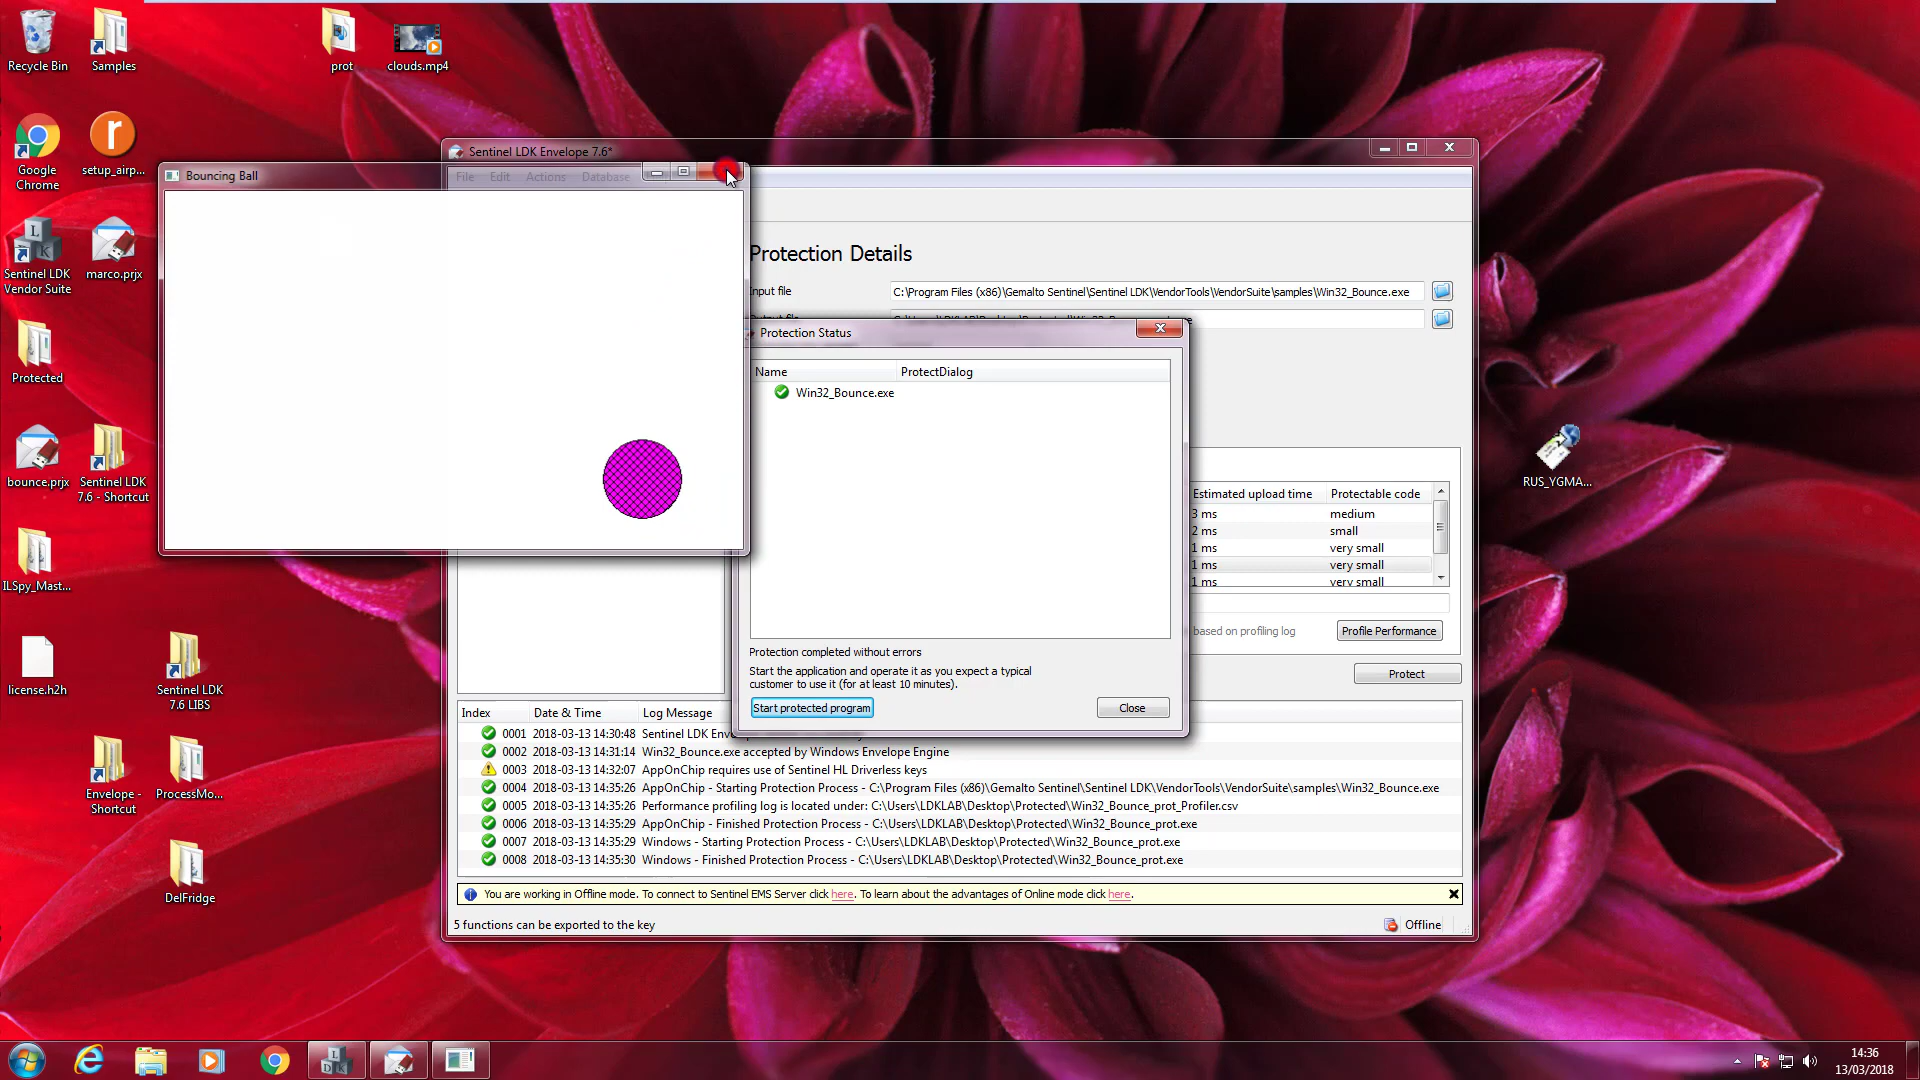 Recycle Bin
Samples
prot
clouds.mp4
Google
Chrome
setup_airp...
Sentinel LDK
Vendor Suite
marco.prjx
Protected
bounce.prjx
Sentinel LDK
7.6 - Shortcut
ILSpy_Mast...
license.h2h
Sentinel LDK
7.6 LIBS
Envelope -
Shortcut
ProcessMo...
DelFridge
RUS_YGMA...
Sentinel LDK Envelope 7.6*
Bouncing Ball
File Edit Actions Database
Protection Details
Input file
C:\Program Files (x86)\Gemalto Sentinel\Sentinel LDK\VendorTools\VendorSuite\samples\Win32_Bounce.exe
Protection Status
Name ProtectDialog
Win32_Bounce.exe
Estimated upload time Protectable code
3 ms medium
2 ms small
1 ms very small
1 ms very small
1 ms very small
based on profiling log
Profile Performance
Protect
Protection completed without errors
Start the application and operate it as you expect a typical
customer to use it (for at least 10 minutes).
Start protected program
Close
Index Date & Time Log Message
0001 2018-03-13 14:30:48 Sentinel LDK
0002 2018-03-13 14:31:14 Win32_Bounce.exe accepted by Windows Envelope Engine
0003 2018-03-13 14:32:07 AppOnChip requires use of Sentinel HL Driverless keys
0004 2018-03-13 14:35:26 AppOnChip - Starting Protection Process - C:\Program Files (x86)\Gemalto Sentinel\Sentinel LDK\VendorTools\VendorSuite\samples\Win32_Bounce.exe
0005 2018-03-13 14:35:26 Performance profiling log is located under: C:\Users\LDKLAB\Desktop\Protected\Win32_Bounce_prot_Profiler.csv
0006 2018-03-13 14:35:29 AppOnChip - Finished Protection Process - C:\Users\LDKLAB\Desktop\Protected\Win32_Bounce_prot.exe
0007 2018-03-13 14:35:29 Windows - Starting Protection Process - C:\Users\LDKLAB\Desktop\Protected\Win32_Bounce_prot.exe
0008 2018-03-13 14:35:30 Windows - Finished Protection Process - C:\Users\LDKLAB\Desktop\Protected\Win32_Bounce_prot.exe
You are working in Offline mode. To connect to Sentinel EMS Server click here. To learn about the advantages of Online mode click here.
5 functions can be exported to the key
Offline
14:36
13/03/2018